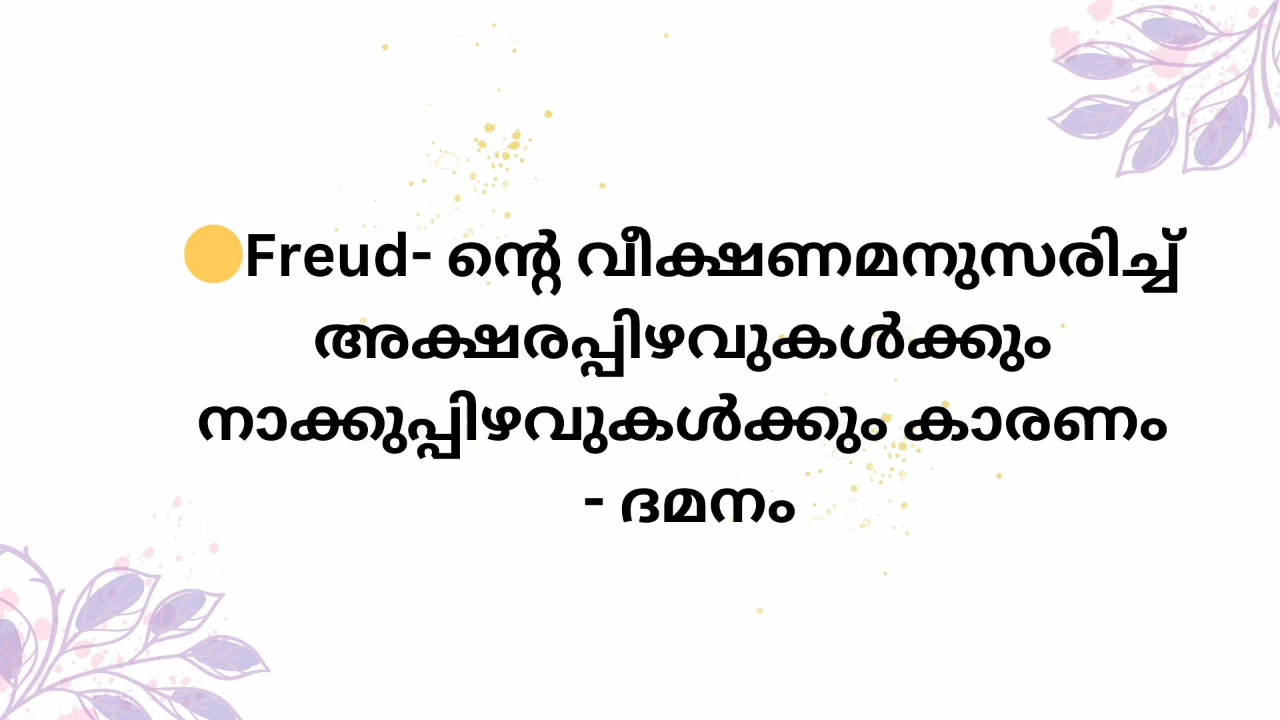 Freud- ന്റെ വീക്ഷണമനുസരിച്ച്
അക്ഷരപ്പിഴവുകൾക്കും
നാക്കുപ്പിഴവുകൾക്കും കാരണം
- ദമനം